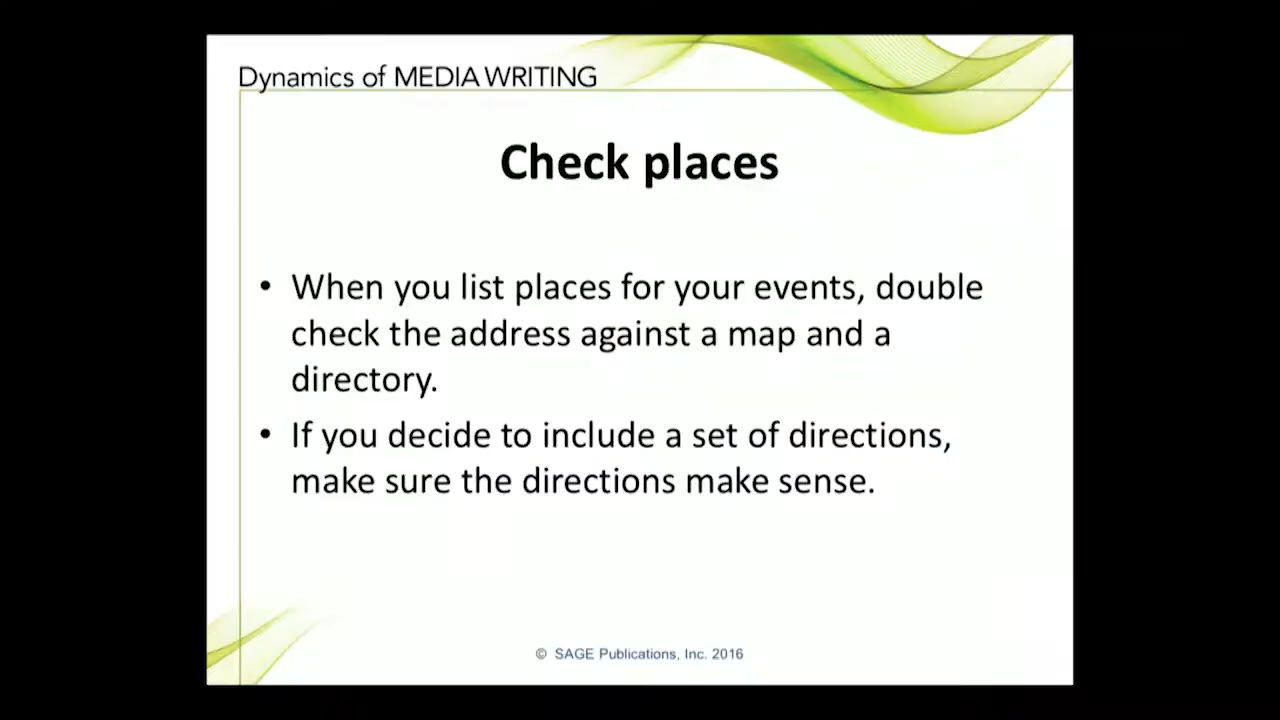 Dynamics of MEDIA WRITING
Check places
• When you list places for your events, double
check the address against a map and a
directory.
• If you decide to include a set of directions,
make sure the directions make sense.
© SAGE Publications, Inc. 2016